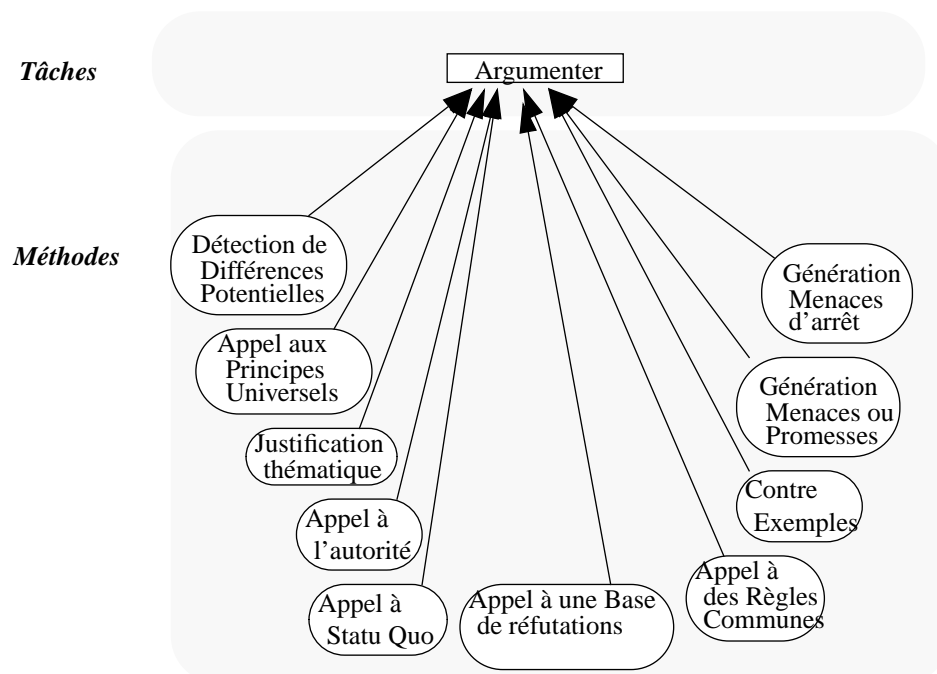 Tâches
Argumenter
Méthodes
Détection de
Différences
Potentielles
Appel aux
Principes
Universels
Justification
thématique
Appel à
l'autorité
Appel à
Statu Quo
Appel à une Base
de réfutations
Appel à
des Règles
Communes
Contre
Exemples
Génération
Menaces ou
Promesses
Génération
Menaces
d'arrêt